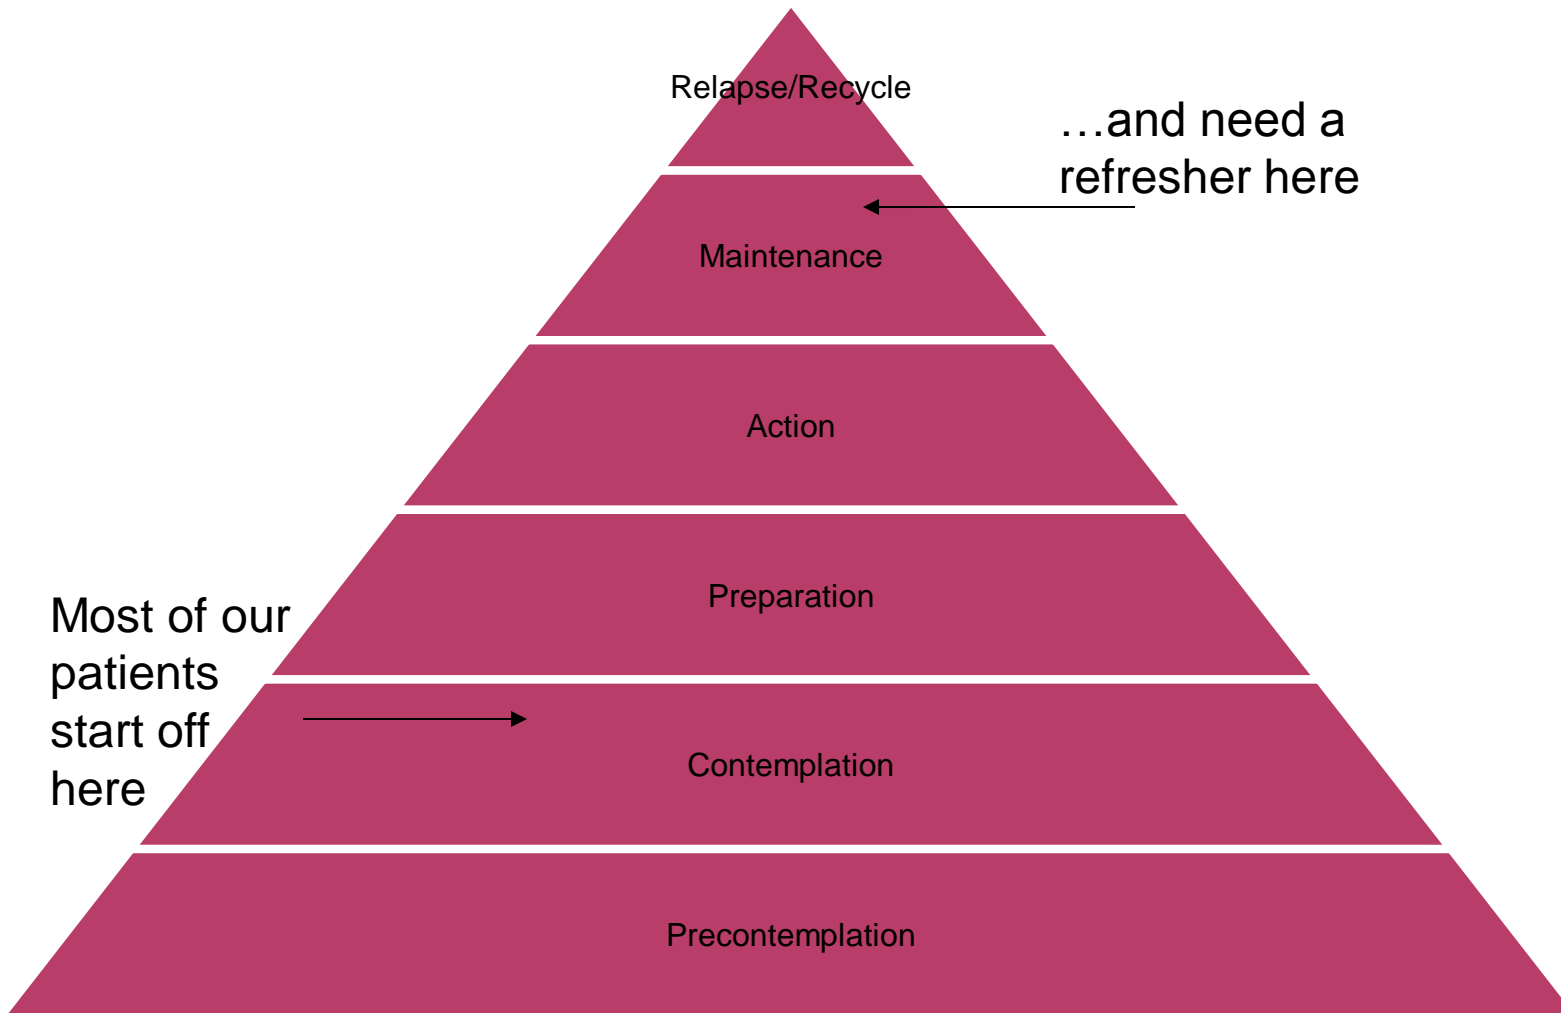 Relapse/Recycle
…and need a
refresher here
Maintenance
Action
Preparation
Most of our
patients
start off
here
Contemplation
Precontemplation